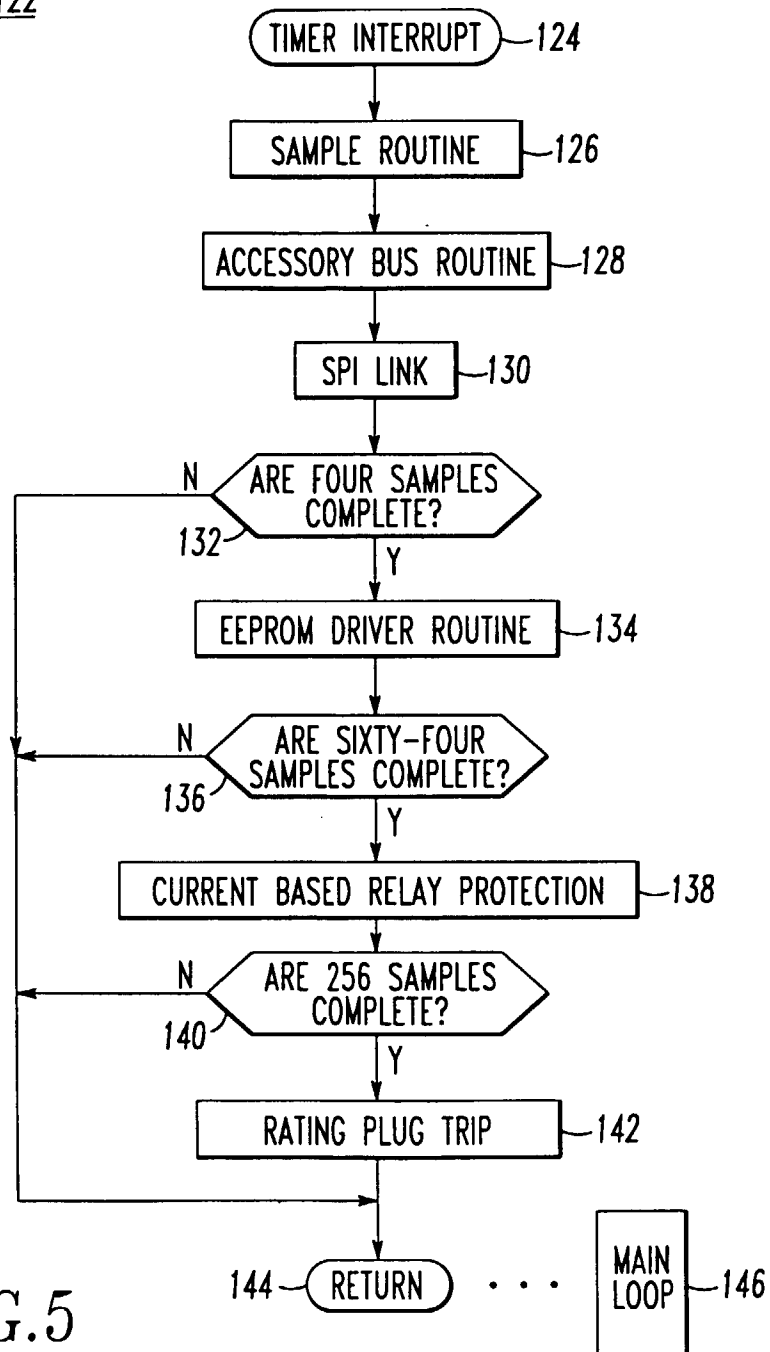 122
TIMER INTERRUPT 124
SAMPLE ROUTINE 126
ACCESSORY BUS ROUTINE 128
SPI LINK 130
N
ARE FOUR SAMPLES
COMPLETE?
132
Y
EEPROM DRIVER ROUTINE 134
N
ARE SIXTY-FOUR
SAMPLES COMPLETE?
136
Y
CURRENT BASED RELAY PROTECTION 138
N
ARE 256 SAMPLES
COMPLETE?
140
Y
RATING PLUG TRIP 142
144 RETURN . . .
MAIN
LOOP
146
G.5